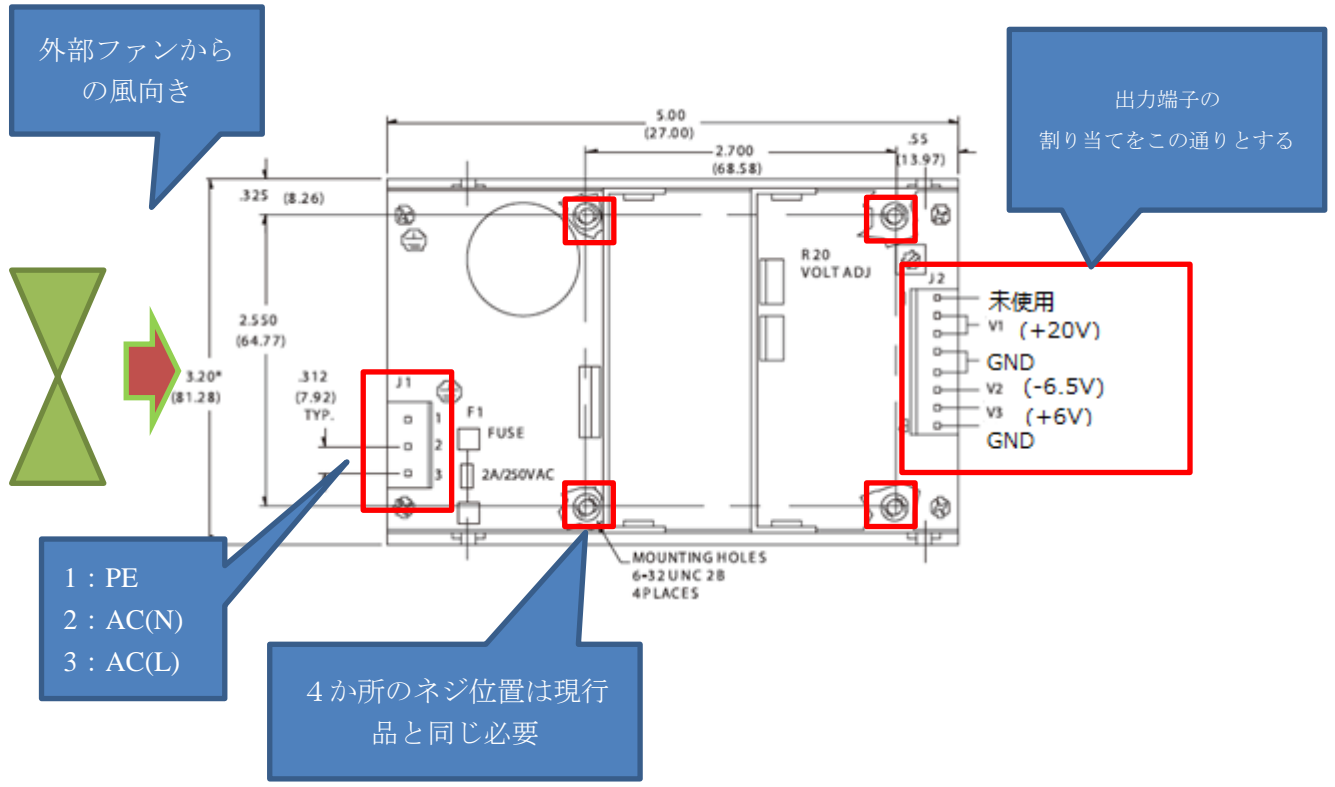 外部ファンから
の風向き
出力端子の
割り当てをこの通りとする
5.00
(27.00)
2.700
(68.58)
.55
(13.97)
.325 (8.26)
R20
VOLT ADJ
J2
未使用
V1 (+20V)
GND
V2 (-6.5V)
V3 (+6V)
GND
2.550
(64.77)
3.20*
(81.28)
.312
(7.92)
TYP.
J1
1
2
3
F1
FUSE
2A/250VAC
MOUNTING HOLES
6-32 UNC 2B
4 PLACES
1：PE
2：AC(N)
3：AC(L)
４か所のネジ位置は現行
品と同じ必要